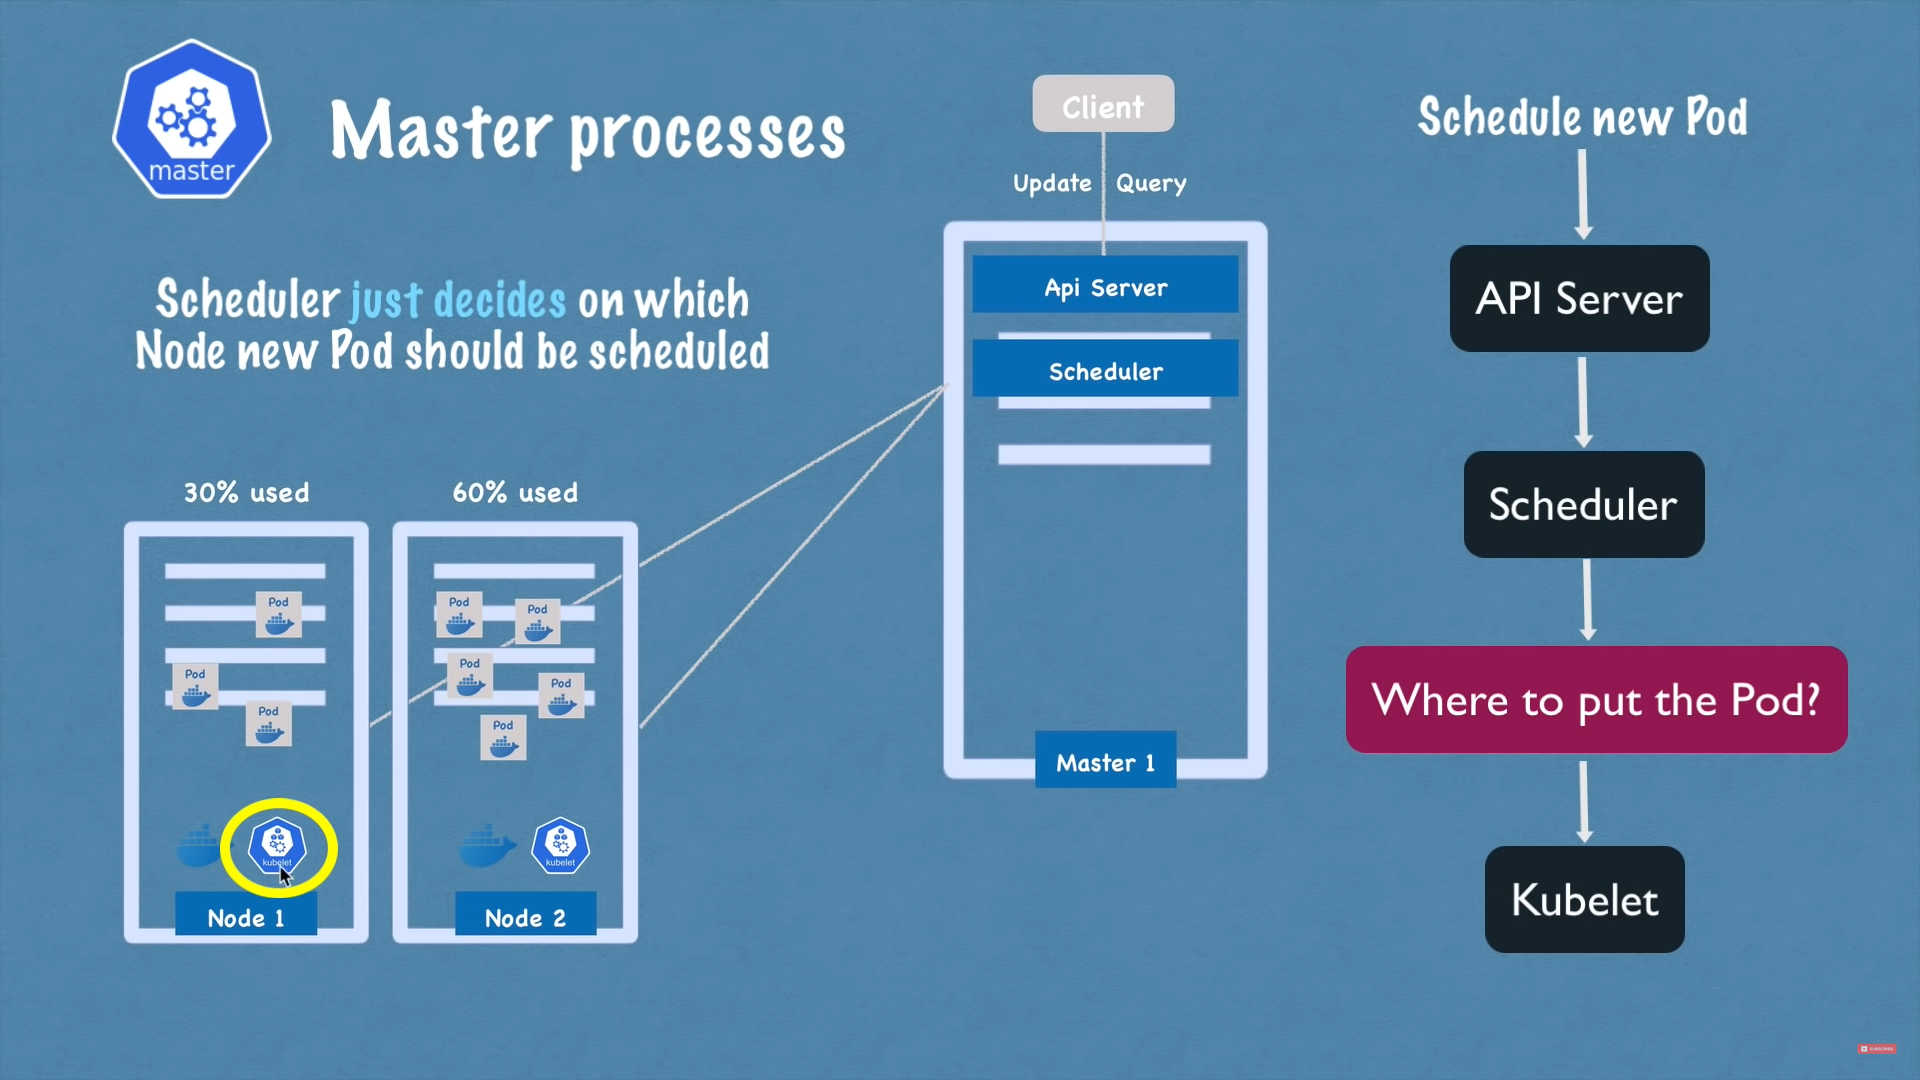 master
Master processes
Scheduler just decides on which
Node new Pod should be scheduled
30% used
60% used
Pod
Pod
Pod
Pod
Pod
Pod
Pod
Pod
kubelet
kubelet
Node 1
Node 2
Client
Update
Query
Api Server
Scheduler
Master 1
Schedule new Pod
API Server
Scheduler
Where to put the Pod?
Kubelet
SUBSCRIBE